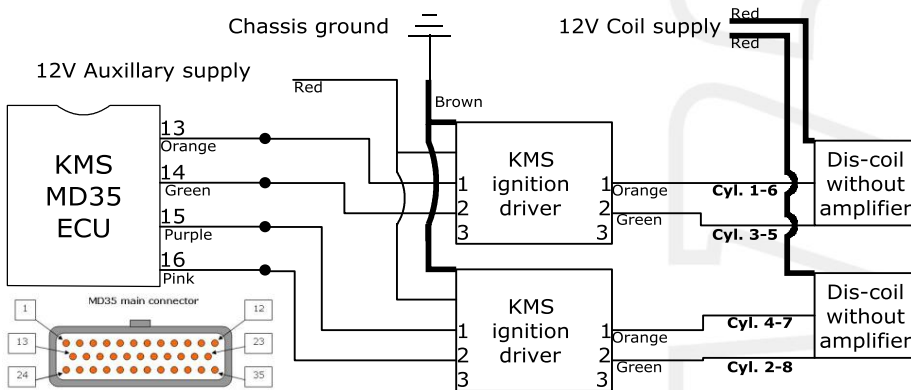 Chassis ground
12V Coil supply
Red
Red
12V Auxillary supply
Red
Brown
KMS
MD35
ECU
13
Orange
14
Green
15
Purple
16
Pink
KMS
ignition
driver
1
2
3
1
2
3
Orange
Green
Cyl. 1-6
Cyl. 3-5
Dis-coil
without
amplifier
KMS
ignition
driver
1
2
3
1
2
3
Orange
Green
Cyl. 4-7
Cyl. 2-8
Dis-coil
without
amplifier
MD35 main connector
1
12
13
23
24
35